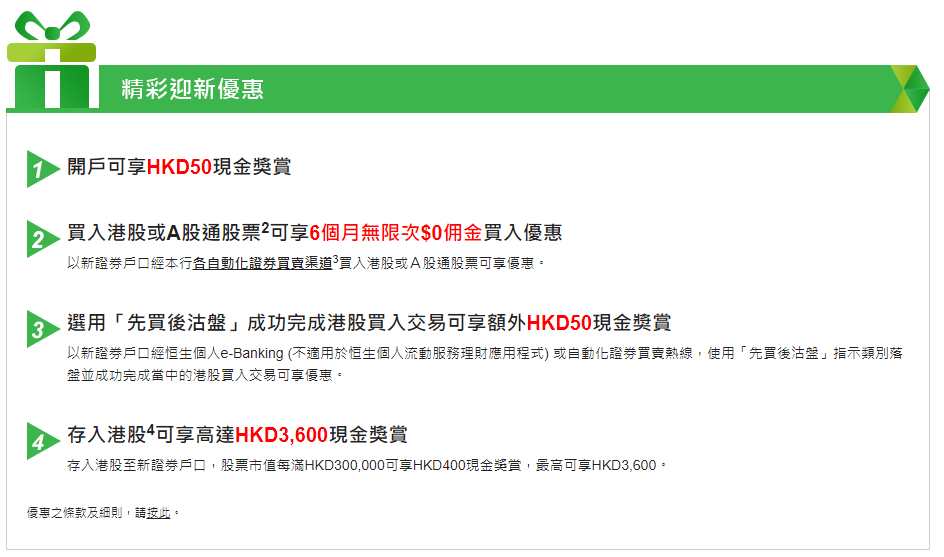 精彩迎新優惠
1 開戶可享HKD50現金獎賞
2 買入港股或A股通股票2可享6個月無限次$0佣金買入優惠
以新證券戶口經本行各自動化證券買賣渠道3買入港股或A股通股票可享優惠。
3 選用「先買後沽盤」成功完成港股買入交易可享額外HKD50現金獎賞
以新證券戶口經恒生個人e-Banking (不適用於恒生個人流動服務理財應用程式) 或自動化證券買賣熱線，使用「先買後沽盤」指示類別落
盤並成功完成當中的港股買入交易可享優惠。
4 存入港股4可享高達HKD3,600現金獎賞
存入港股至新證券戶口，股票市值每滿HKD300,000可享HKD400現金獎賞，最高可享HKD3,600。
優惠之條款及細則，請按此。